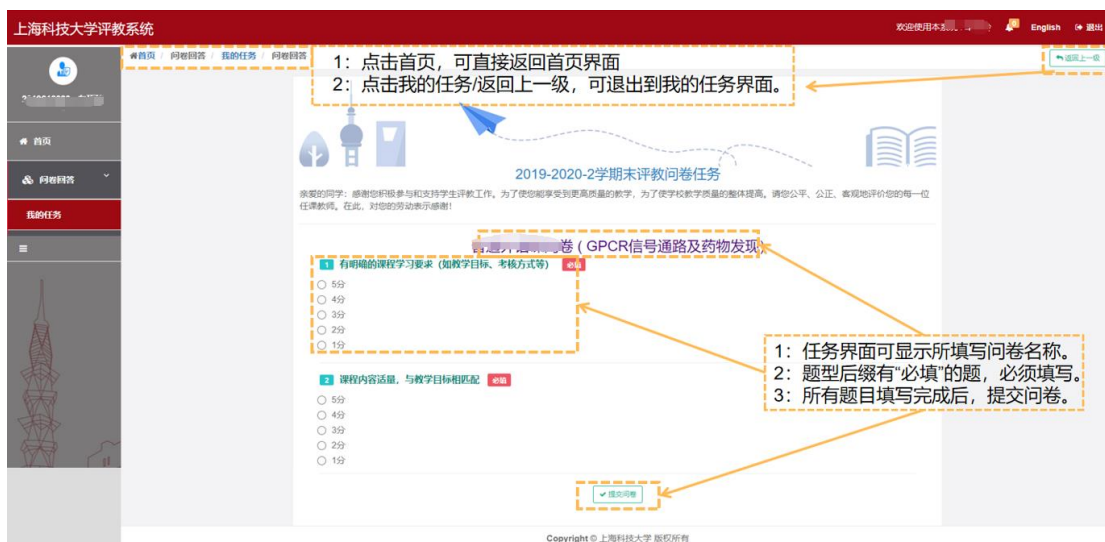 上海科技大学评教系统
欢迎使用本系
English
退出
首页 / 问卷回答 / 我的任务 / 问卷回答
返回上一级
1：点击首页，可直接返回首页界面
2：点击我的任务/返回上一级，可退出到我的任务界面。
首页
问卷回答
我的任务
2019-2020-2学期末评教问卷任务
亲爱的同学：感谢您积极参与和支持学生评教工作。为了使您能享受到更高质量的教学，为了使学校教学质量的整体提高，请您公平、公正、客观地评价您的每一位
任课教师。在此，对您的劳动表示感谢！
卷 ( GPCR信号通路及药物发现)
1 有明确的课程学习要求（如教学目标、考核方式等） 必填
5分
4分
3分
2分
1分
1：任务界面可显示所填写问卷名称。
2：题型后缀有“必填”的题，必须填写。
3：所有题目填写完成后，提交问卷。
2 课程内容适量，与教学目标相匹配 必填
5分
4分
3分
2分
1分
提交问卷
Copyright © 上海科技大学 版权所有